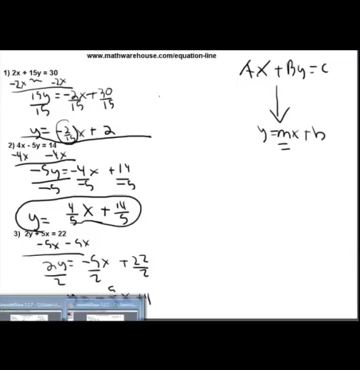 www.mathwarehouse.com/equation-line
1) 2x + 15y = 30
-2x -2x
15y/15 = -2x/15 + 30/15
y = -2/15 x + 2
2) 4x - 5y = 14
-4x -4x
-5y/-5 = -4x/-5 + 14/-5
y = 4/5 x + 14/5
3) 2y + 5x = 22
-5x -5x
2y/2 = -5x/2 + 22/2
AX + By = C
y = mx + b